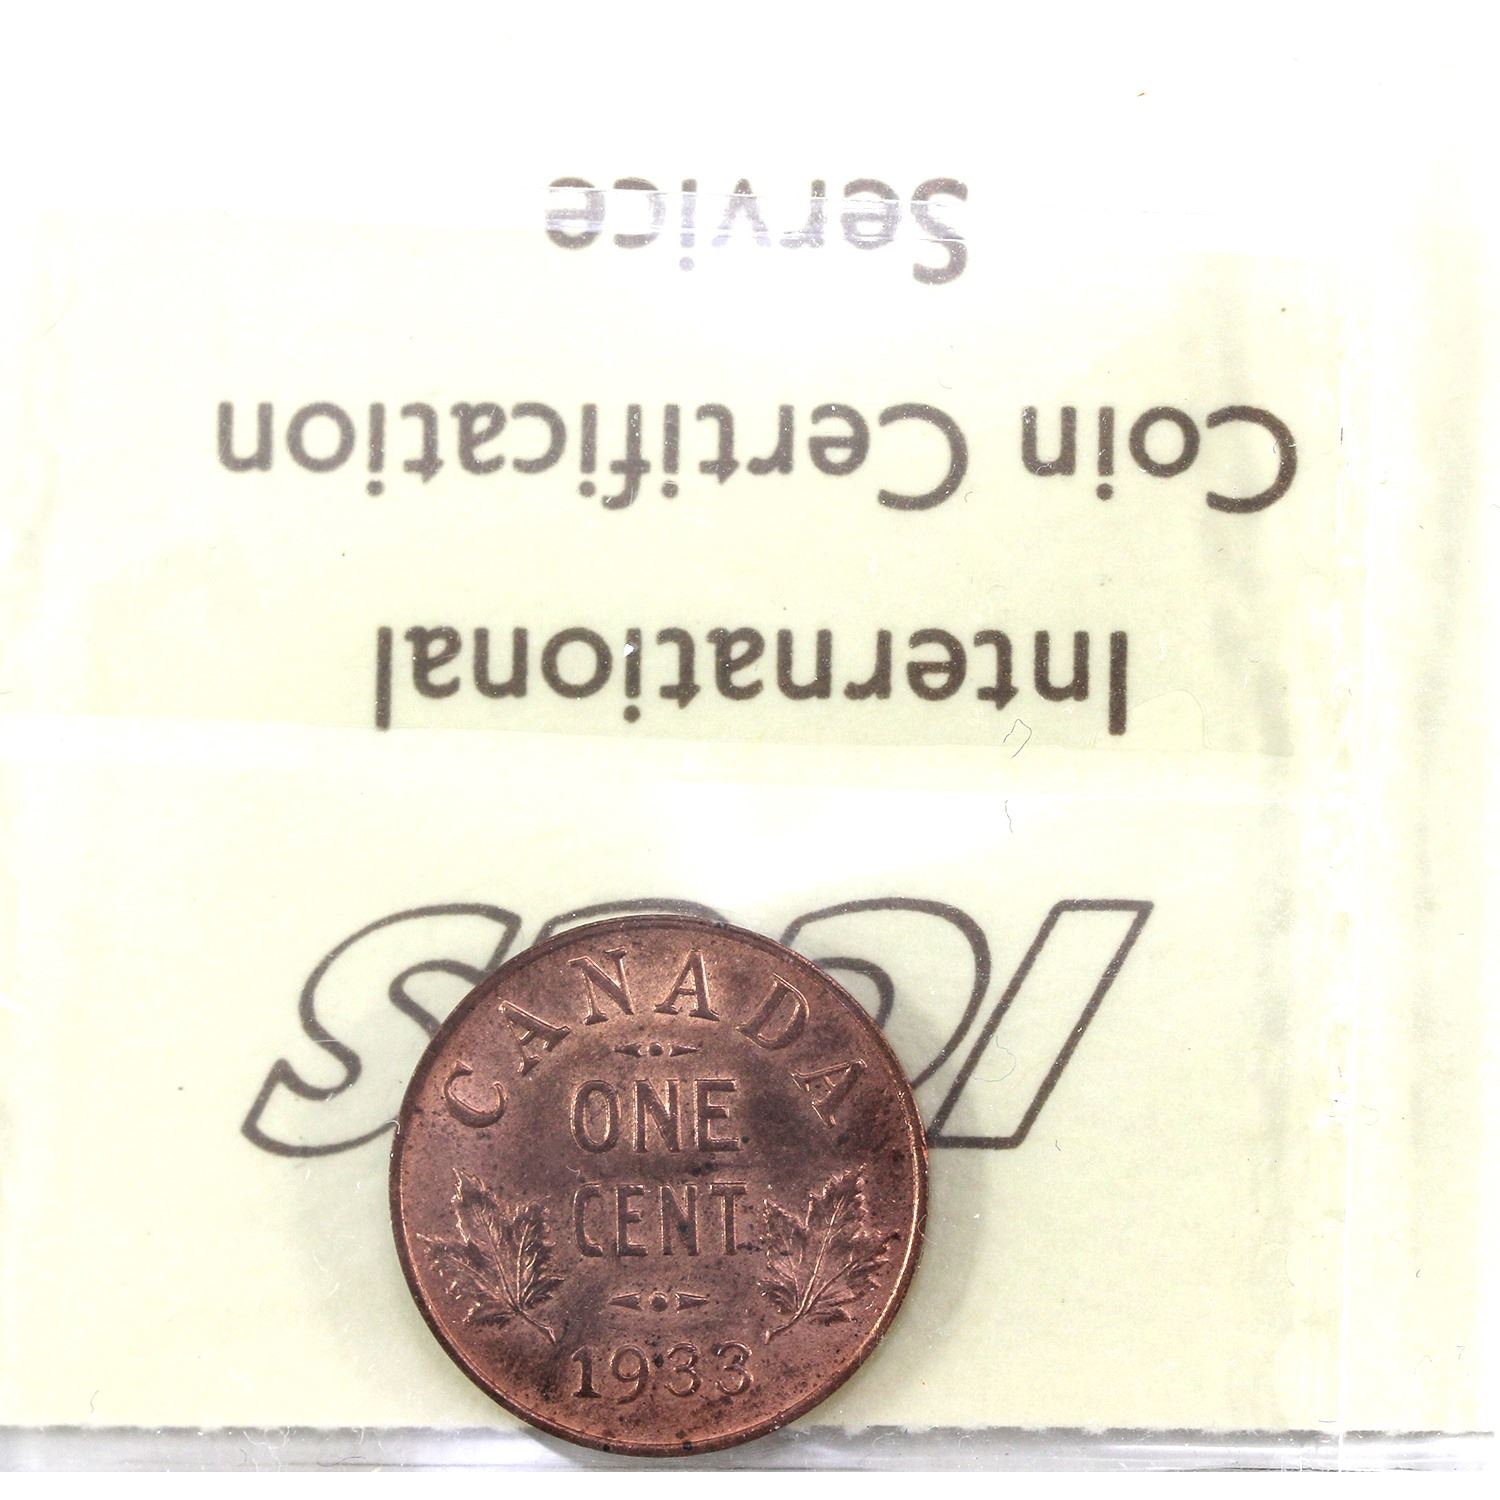 ICCS
International
Coin Certification
Service
CANADA
ONE
CENT
1933